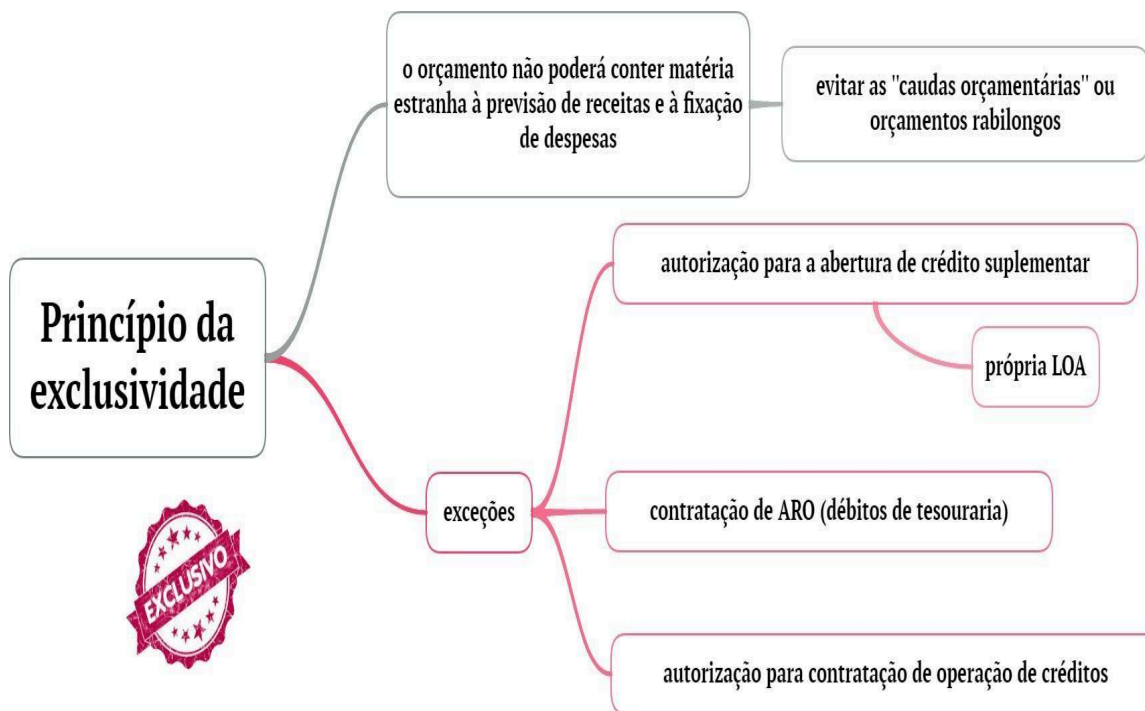 Princípio da
exclusividade
o orçamento não poderá conter matéria
estranha à previsão de receitas e à fixação
de despesas
evitar as "caudas orçamentárias" ou
orçamentos rabilongos
exceções
autorização para a abertura de crédito suplementar
própria LOA
contratação de ARO (débitos de tesouraria)
autorização para contratação de operação de créditos
EXCLUSIVO